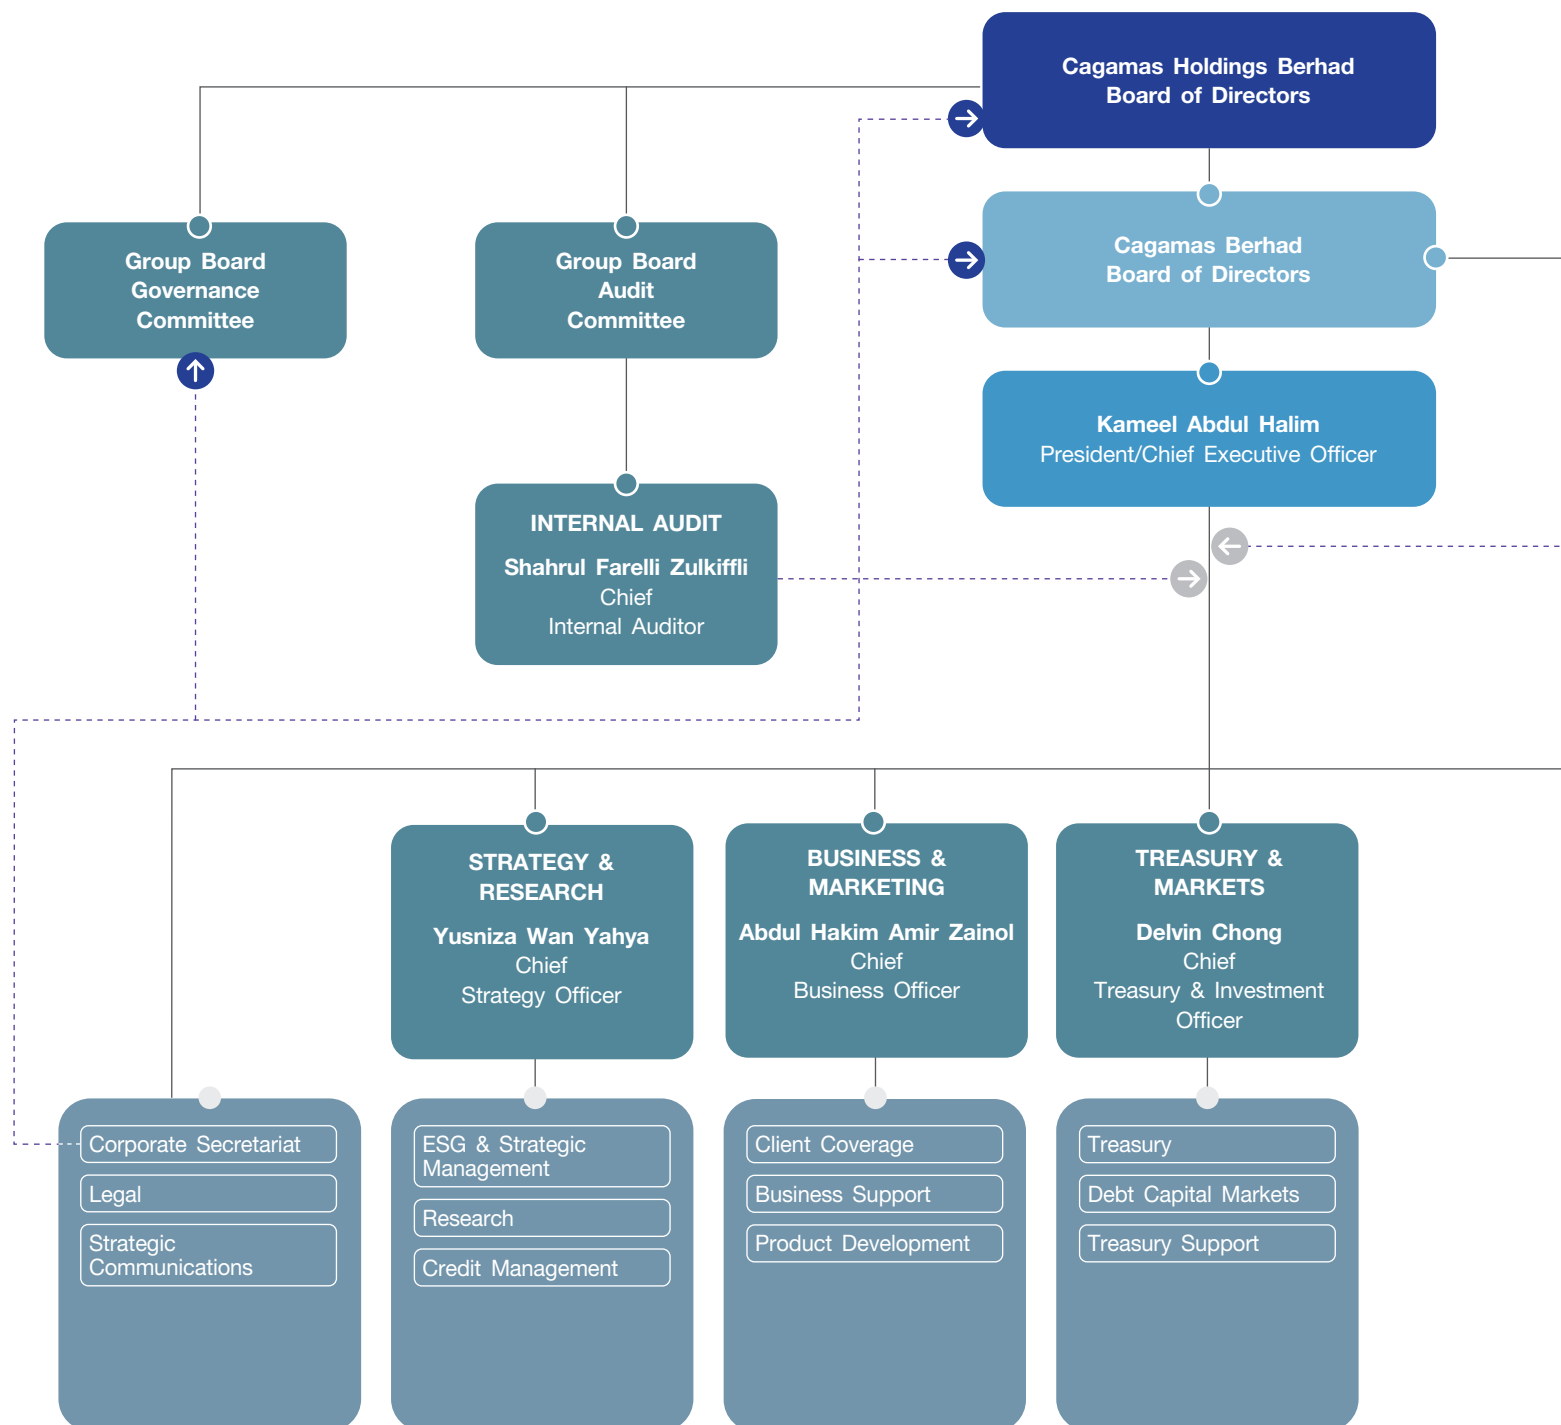 Cagamas Holdings Berhad
Board of Directors
Group Board
Governance
Committee
Group Board
Audit
Committee
Cagamas Berhad
Board of Directors
Kameel Abdul Halim
President/Chief Executive Officer
INTERNAL AUDIT
Shahrul Farelli Zulkiffli
Chief
Internal Auditor
STRATEGY &
RESEARCH
Yusniza Wan Yahya
Chief
Strategy Officer
BUSINESS &
MARKETING
Abdul Hakim Amir Zainol
Chief
Business Officer
TREASURY &
MARKETS
Delvin Chong
Chief
Treasury & Investment
Officer
Corporate Secretariat
Legal
Strategic
Communications
ESG & Strategic
Management
Research
Credit Management
Client Coverage
Business Support
Product Development
Treasury
Debt Capital Markets
Treasury Support